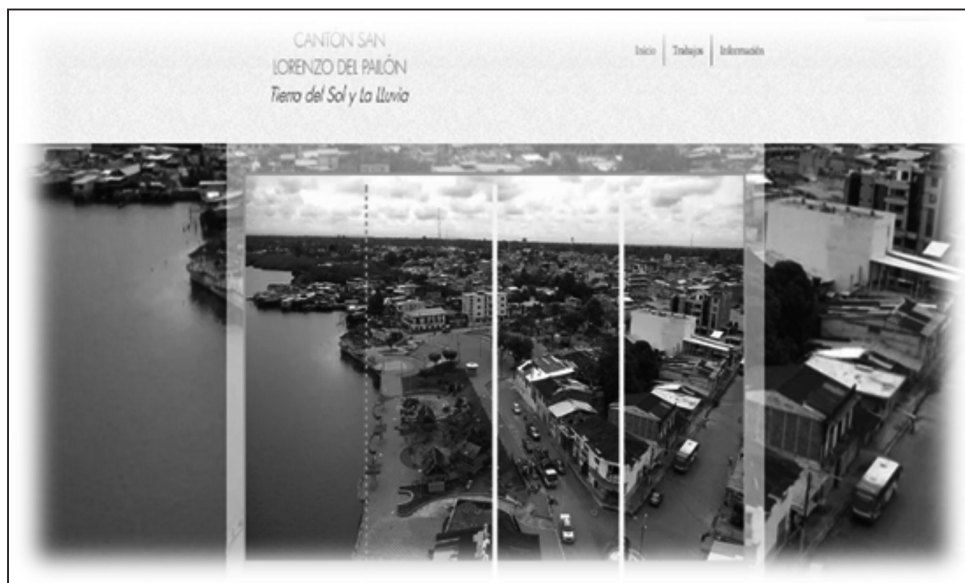 CANTÓN SAN
LORENZO DEL PAILÓN
Tierra del Sol y La Lluvia
Inicio Trabajos Información